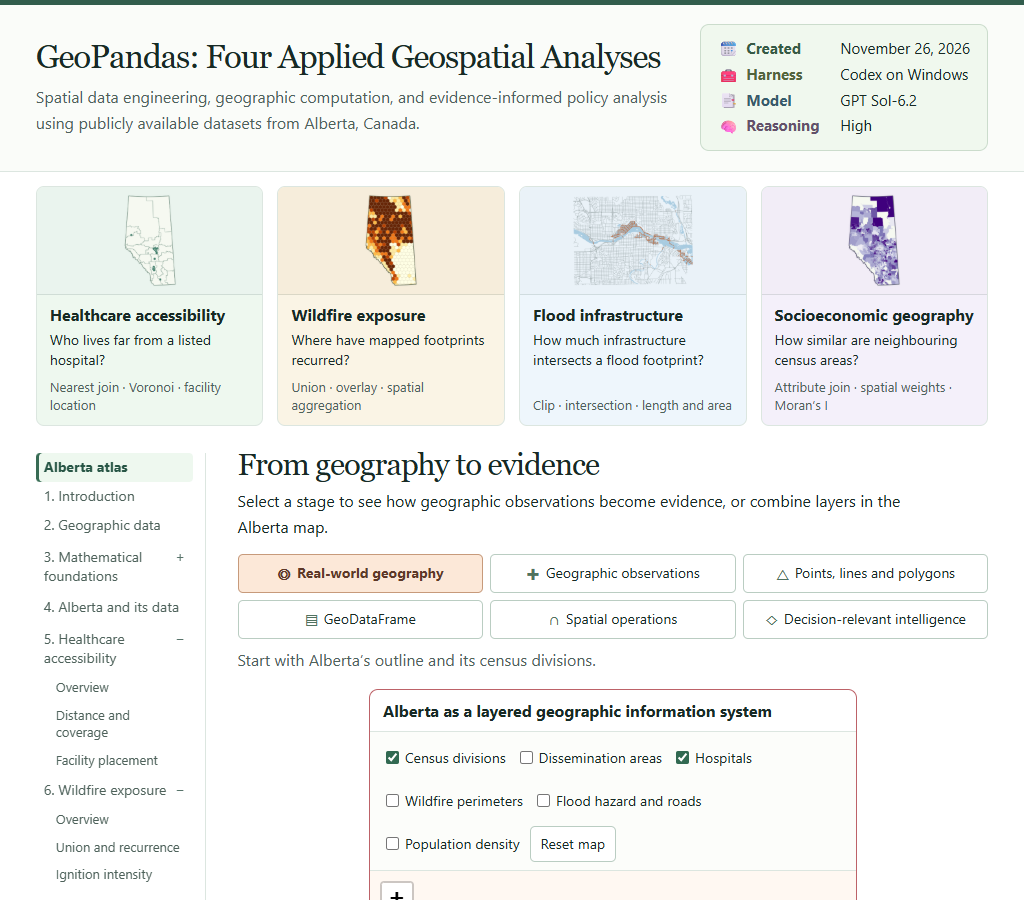 GeoPandas: Four Applied Geospatial Analyses
Spatial data engineering, geographic computation, and evidence-informed policy analysis
using publicly available datasets from Alberta, Canada.
Created November 26, 2026
Harness Codex on Windows
Model GPT Sol-6.2
Reasoning High
Healthcare accessibility
Who lives far from a listed
hospital?
Nearest join · Voronoi · facility
location
Wildfire exposure
Where have mapped footprints
recurred?
Union · overlay · spatial
aggregation
Flood infrastructure
How much infrastructure
intersects a flood footprint?
Clip · intersection · length and area
Socioeconomic geography
How similar are neighbouring
census areas?
Attribute join · spatial weights ·
Moran's I
Alberta atlas
1. Introduction
2. Geographic data
3. Mathematical +
foundations
4. Alberta and its data
5. Healthcare −
accessibility
Overview
Distance and
coverage
Facility placement
6. Wildfire exposure −
Overview
Union and recurrence
Ignition intensity
From geography to evidence
Select a stage to see how geographic observations become evidence, or combine layers in the
Alberta map.
Real-world geography
Geographic observations
Points, lines and polygons
GeoDataFrame
Spatial operations
Decision-relevant intelligence
Start with Alberta's outline and its census divisions.
Alberta as a layered geographic information system
Census divisions Dissemination areas Hospitals
Wildfire perimeters Flood hazard and roads
Population density Reset map
+